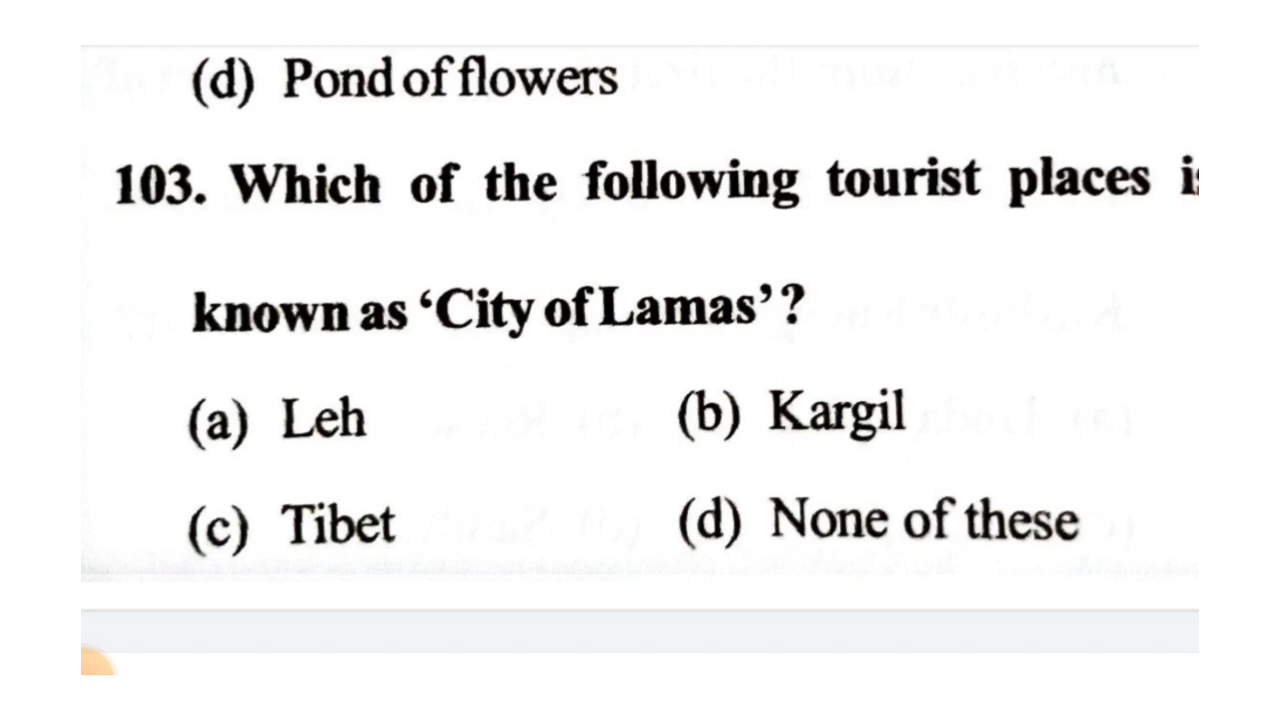 (d) Pond of flowers
103. Which of the following tourist places is
known as ‘City of Lamas’?
(a) Leh (b) Kargil
(c) Tibet (d) None of these